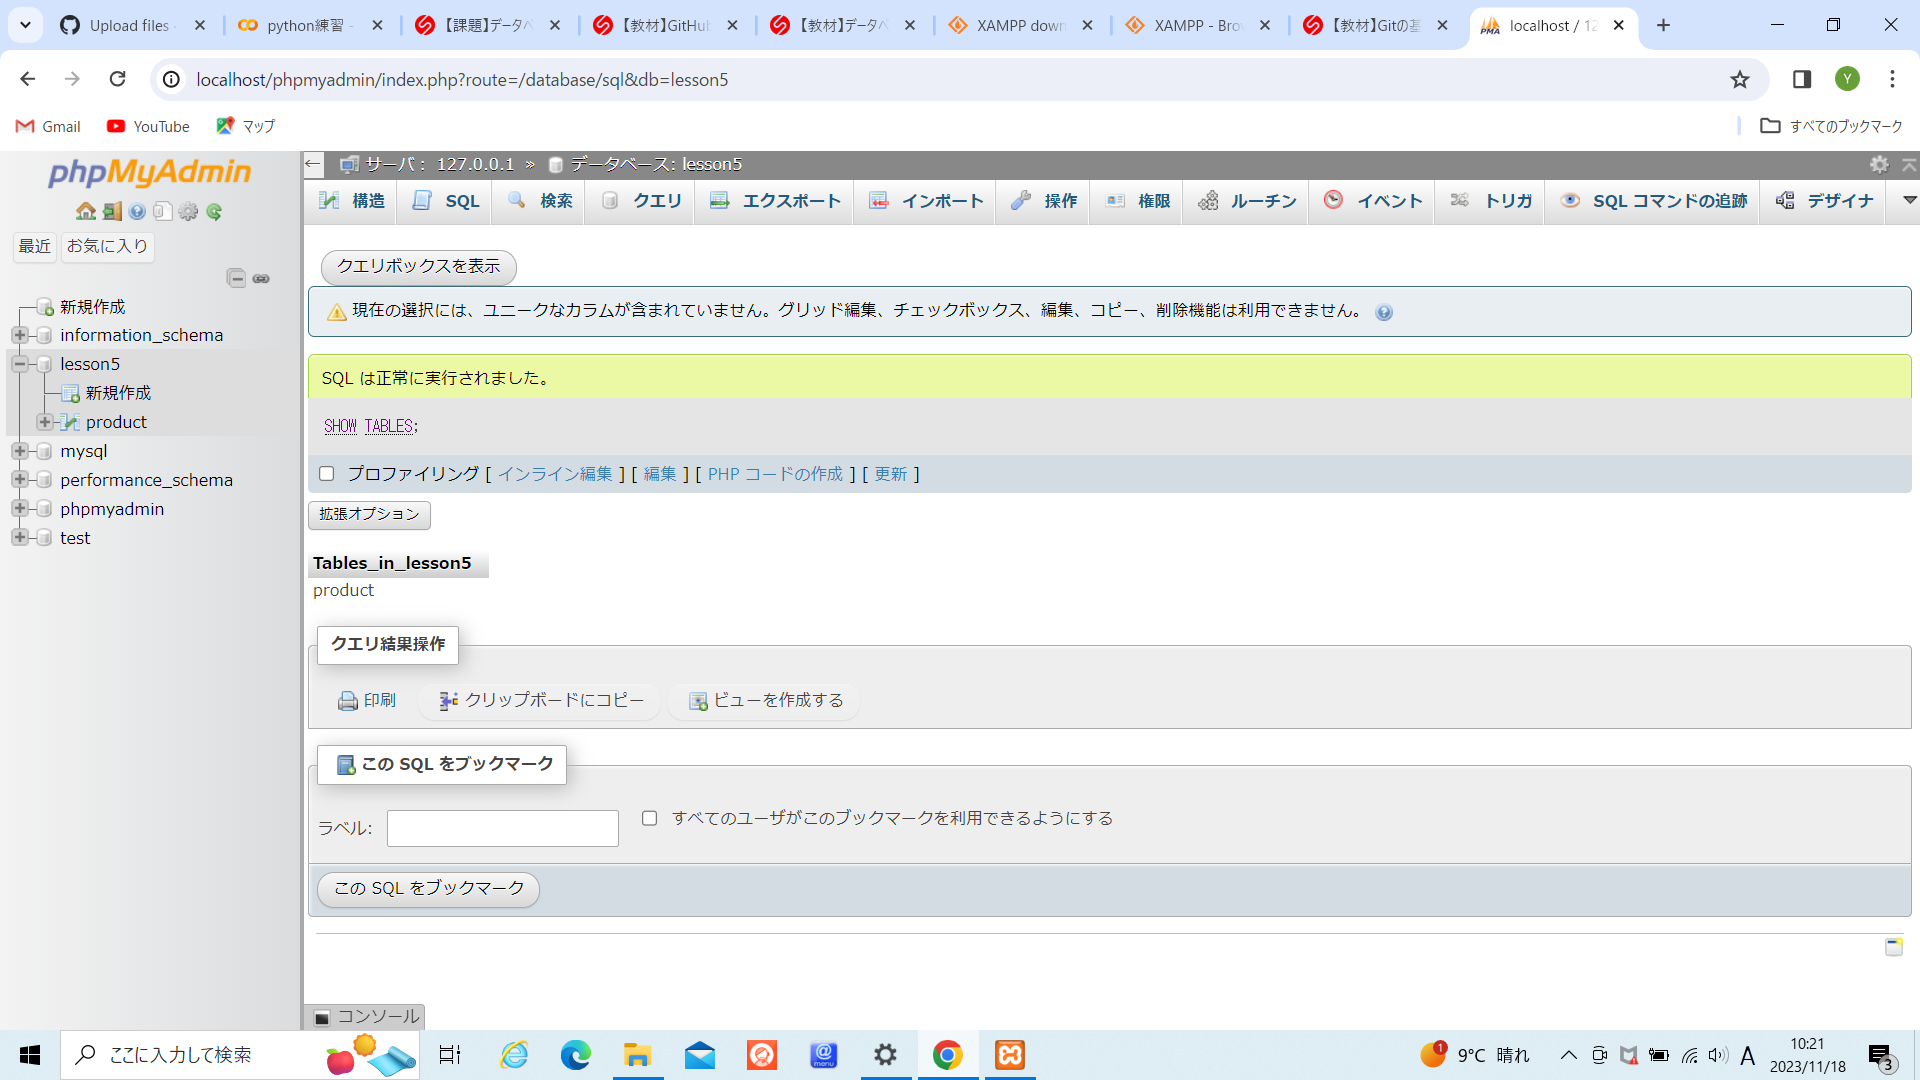 Upload files
python練習 -
【課題】データベ
【教材】GitHub
【教材】データベ
XAMPP down
XAMPP - Bro
【教材】Gitの基
localhost / 12
localhost/phpmyadmin/index.php?route=/database/sql&db=lesson5
Y
Gmail
YouTube
マップ
すべてのブックマーク
phpMyAdmin
最近
お気に入り
新規作成
information_schema
lesson5
新規作成
product
mysql
performance_schema
phpmyadmin
test
サーバ: 127.0.0.1 » データベース: lesson5
構造
SQL
検索
クエリ
エクスポート
インポート
操作
権限
ルーチン
イベント
トリガ
SQL コマンドの追跡
デザイナ
クエリボックスを表示
現在の選択には、ユニークなカラムが含まれていません。グリッド編集、チェックボックス、編集、コピー、削除機能は利用できません。
SQL は正常に実行されました。
SHOW TABLES;
プロファイリング [ インライン編集 ] [ 編集 ] [ PHP コードの作成 ] [ 更新 ]
拡張オプション
Tables_in_lesson5
product
クエリ結果操作
印刷
クリップボードにコピー
ビューを作成する
この SQL をブックマーク
ラベル:
すべてのユーザがこのブックマークを利用できるようにする
この SQL をブックマーク
コンソール
ここに入力して検索
@
menu
1
9°C 晴れ
A
10:21
2023/11/18
3